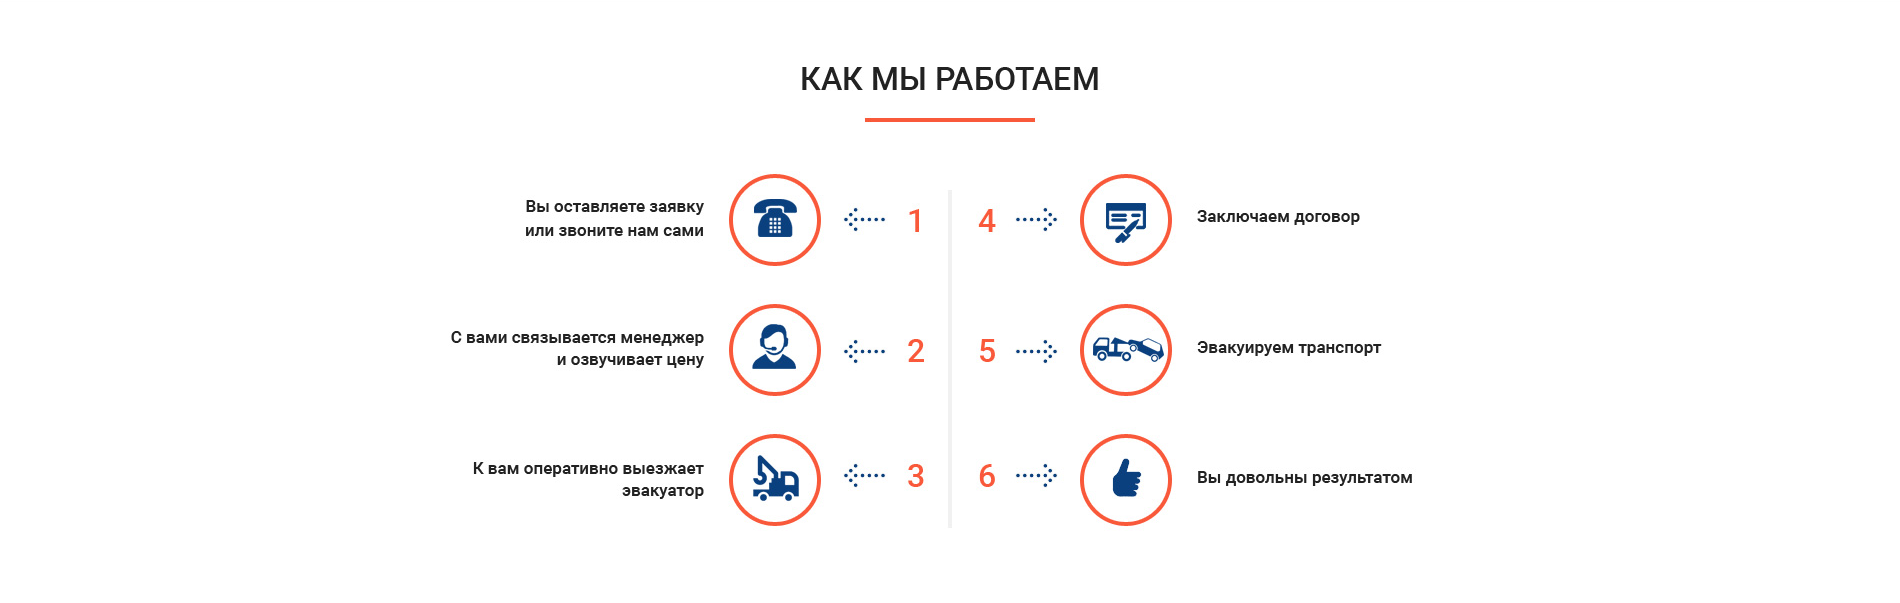 КАК МЫ РАБОТАЕМ
Вы оставляете заявку
или звоните нам сами
1
С вами связывается менеджер
и озвучивает цену
2
К вам оперативно выезжает
эвакуатор
3
4
Заключаем договор
5
Эвакуируем транспорт
6
Вы довольны результатом